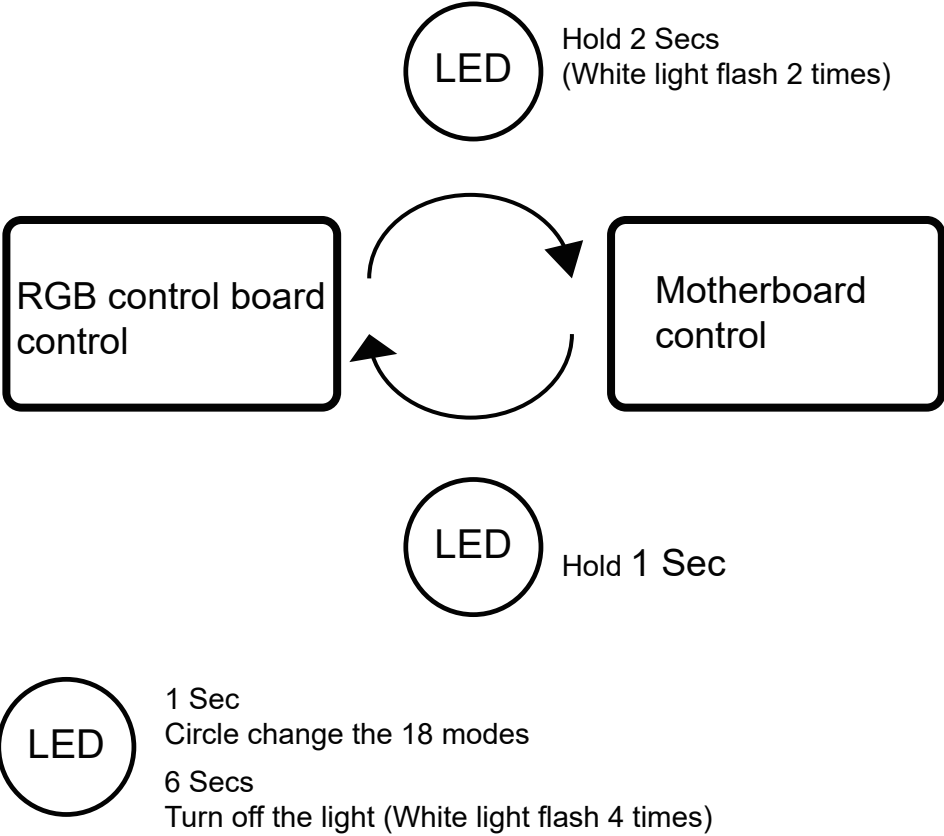 LED
Hold 2 Secs
(White light flash 2 times)
RGB control board
control
Motherboard
control
LED
Hold 1 Sec
LED
1 Sec
Circle change the 18 modes
6 Secs
Turn off the light (White light flash 4 times)